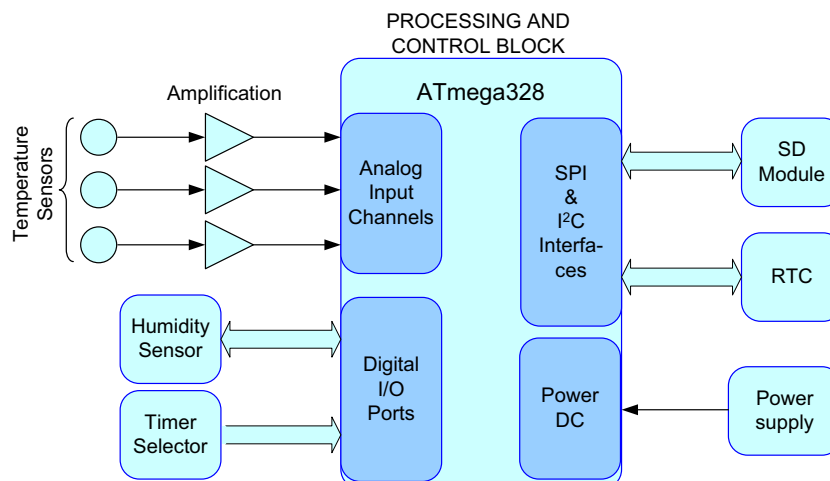 PROCESSING AND
CONTROL BLOCK
ATmega328
Amplification
Temperature
Sensors
Analog
Input
Channels
SPI
&
I²C
Interfa-
ces
SD
Module
RTC
Humidity
Sensor
Digital
I/O
Ports
Timer
Selector
Power
DC
Power
supply